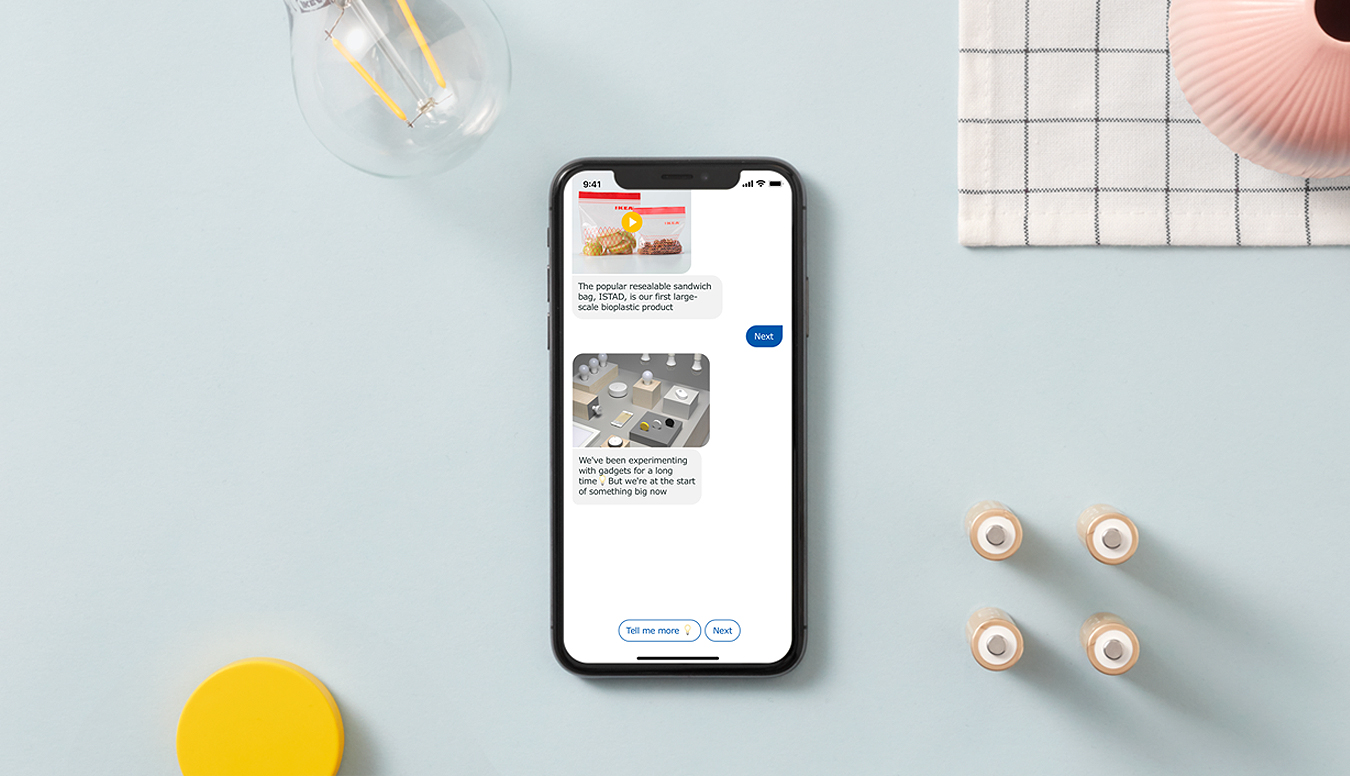 9:41
IKEA
IKEA
The popular resealable sandwich
bag, ISTAD, is our first large-
scale bioplastic product
Next
We've been experimenting
with gadgets for a long
time💡But we're at the start
of something big now
Tell me more 💡
Next